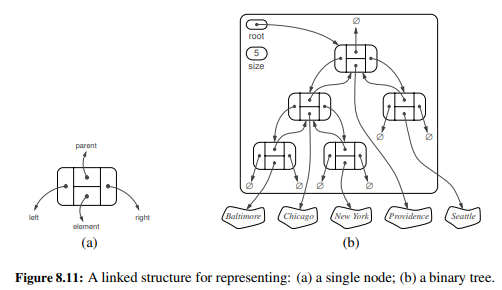 ∅
root
5
size
∅ ∅
parent
left right
element
∅ ∅ ∅ ∅
Baltimore Chicago New York Providence Seattle
(a) (b)
Figure 8.11: A linked structure for representing: (a) a single node; (b) a binary tree.